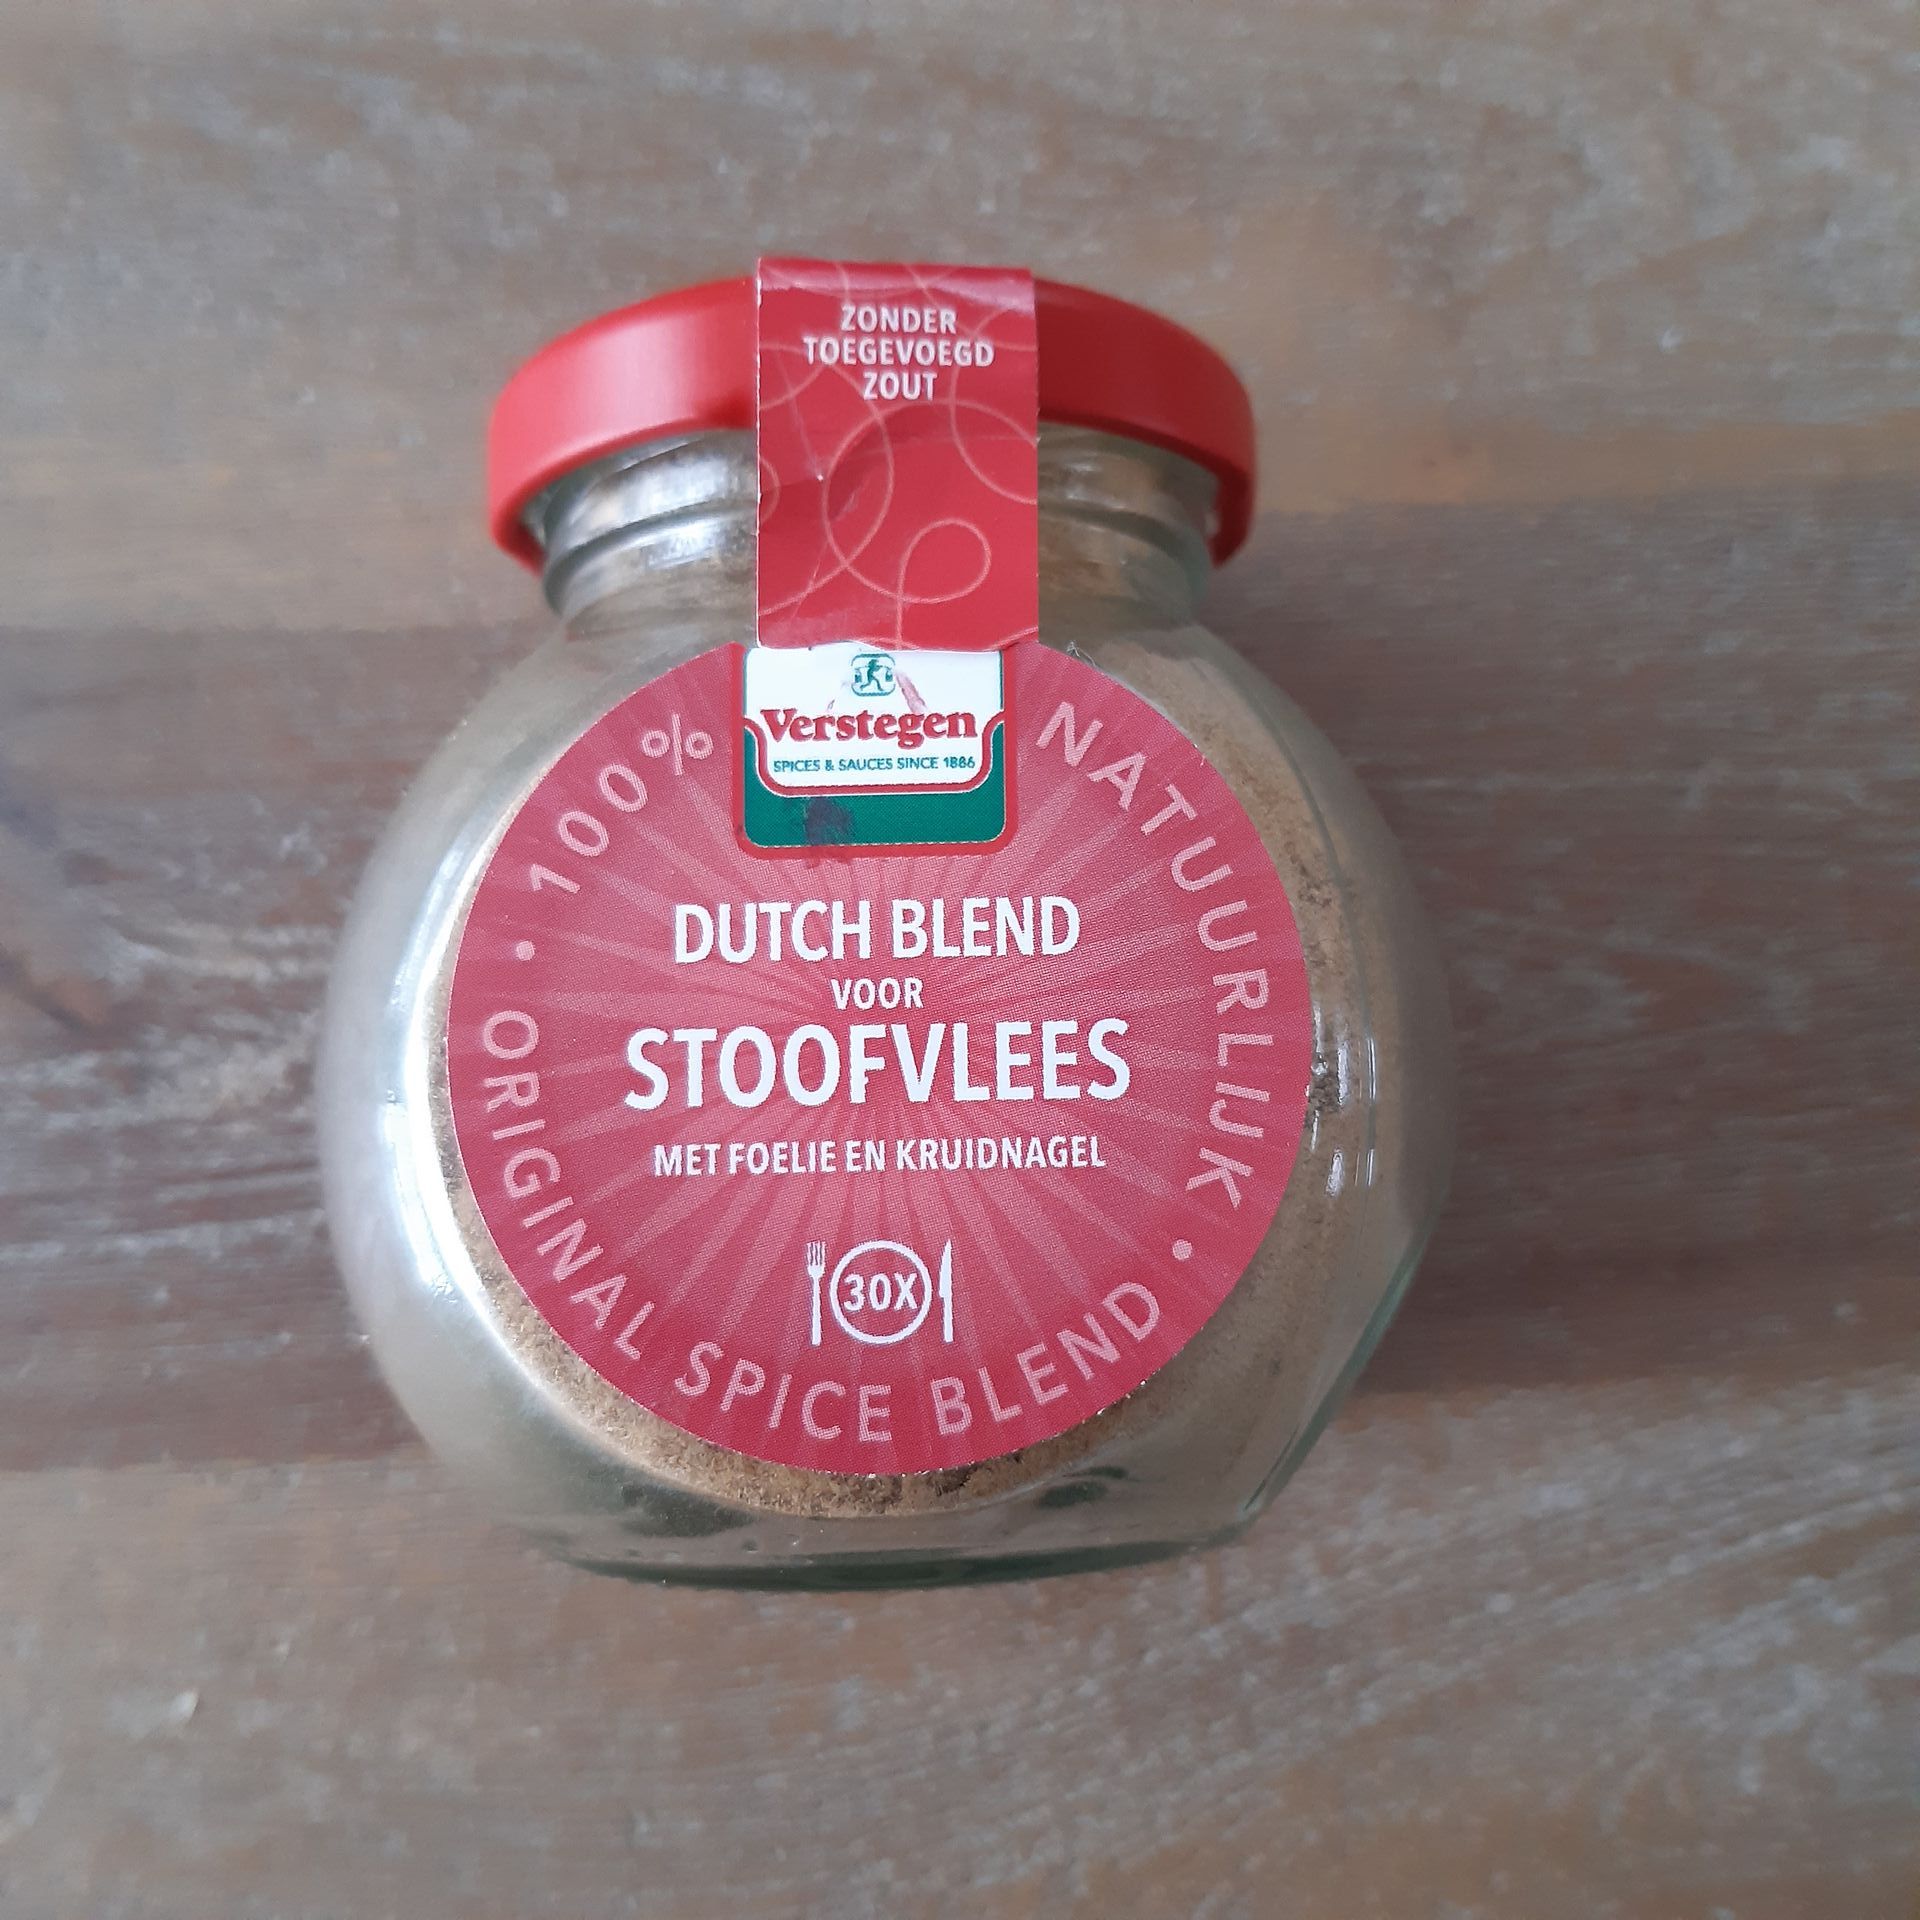 ZONDER
TOEGEVOEGD
ZOUT
Verstegen
SPICES & SAUCES SINCE 1886
100% NATUURLIJK
DUTCH BLEND
VOOR
STOOFVLEES
MET FOELIE EN KRUIDNAGEL
30X
• ORIGINAL SPICE BLEND •